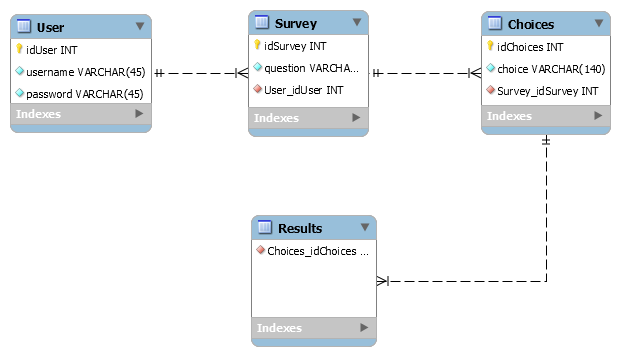 User
idUser INT
username VARCHAR(45)
password VARCHAR(45)
Indexes
Survey
idSurvey INT
question VARCHA...
User_idUser INT
Indexes
Choices
idChoices INT
choice VARCHAR(140)
Survey_idSurvey INT
Indexes
Results
Choices_idChoices ...
Indexes